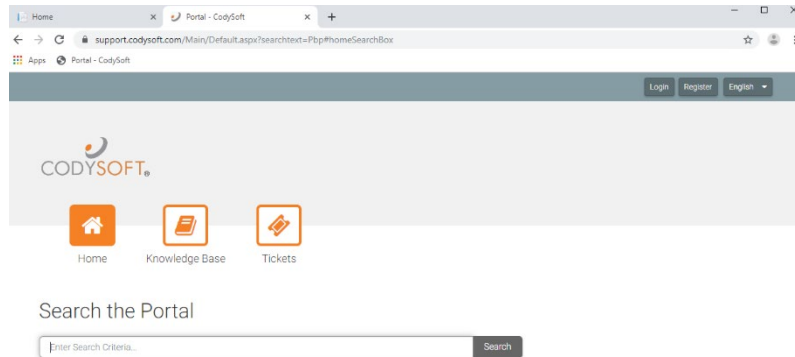 Home
Portal - CodySoft
support.codysoft.com/Main/Default.aspx?searchtext=Pbp#homeSearchBox
Apps Portal - CodySoft
Login Register English
CODYSOFT®
Home Knowledge Base Tickets
Search the Portal
Enter Search Criteria... Search